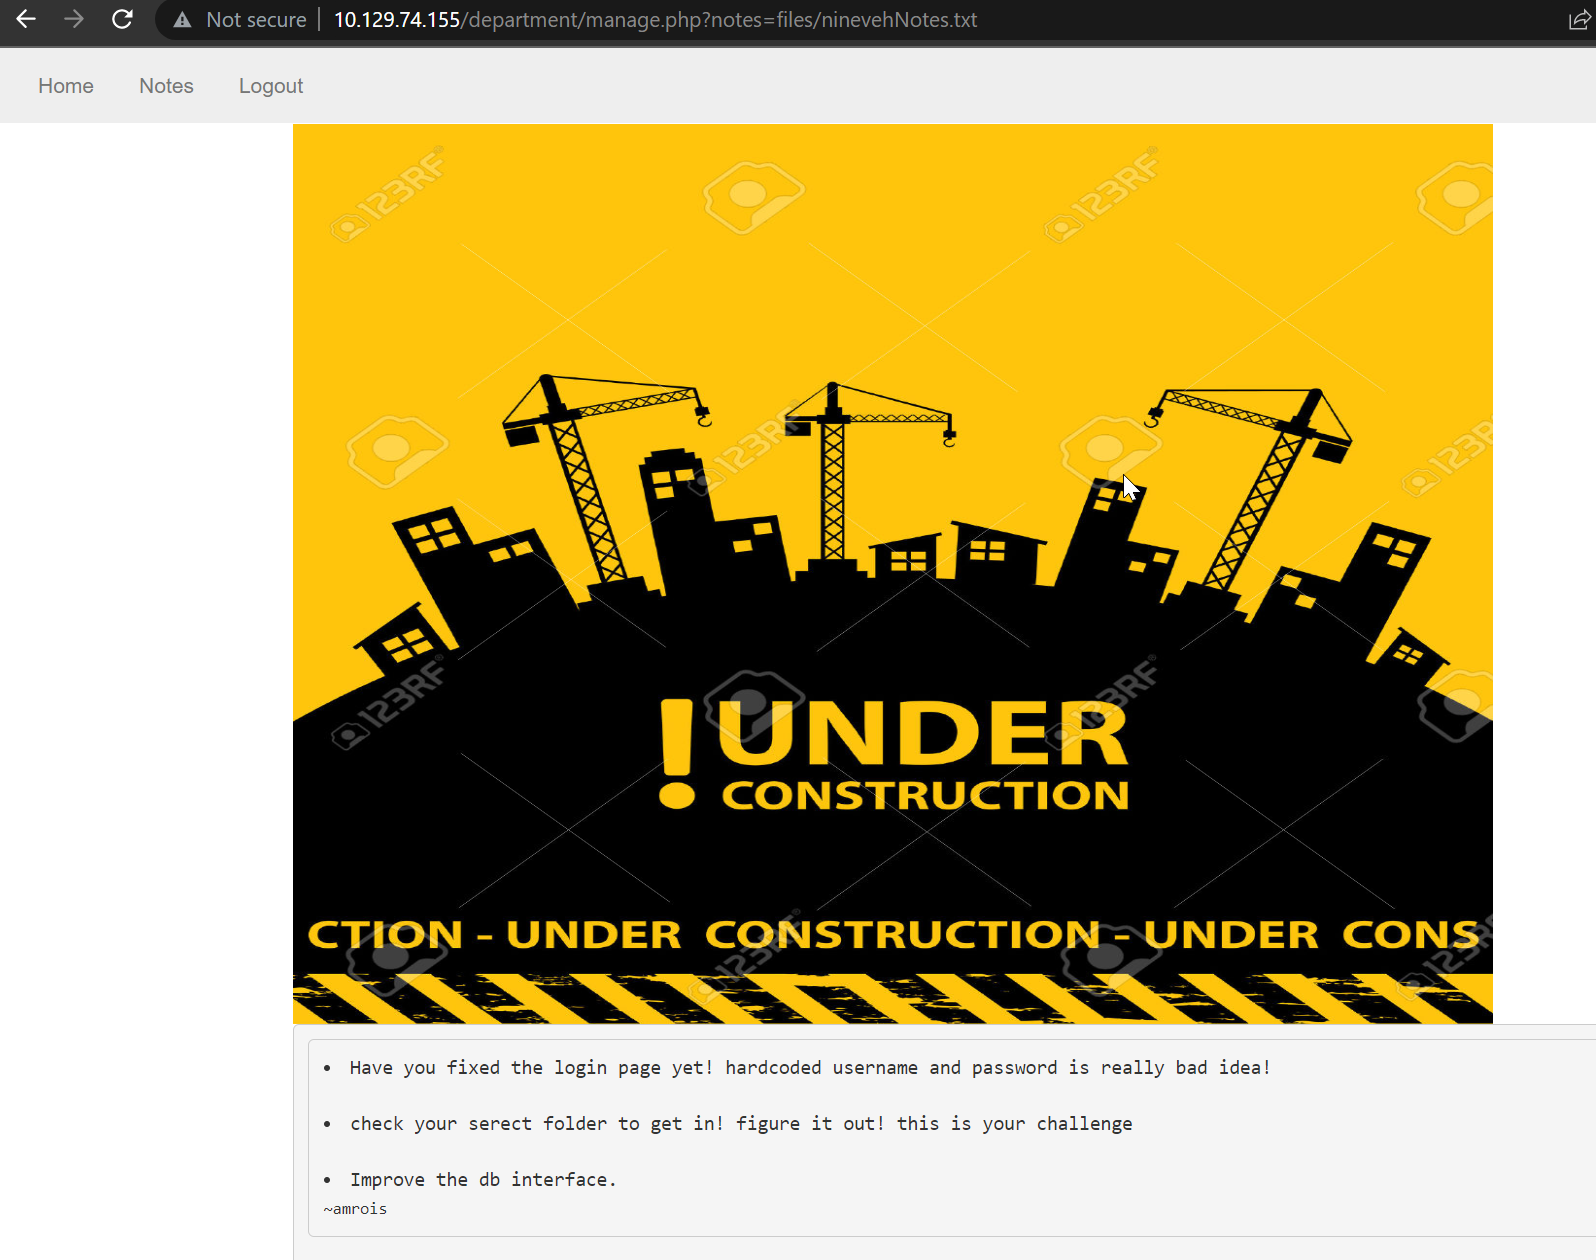 Not secure | 10.129.74.155/department/manage.php?notes=files/ninevehNotes.txt
Home Notes Logout
123RF® 123RF®
123RF® 123RF
123RF® 123RF®
! UNDER
CONSTRUCTION
CTION - UNDER CONSTRUCTION - UNDER CONS
123RF® 123RF
• Have you fixed the login page yet! hardcoded username and password is really bad idea!
• check your serect folder to get in! figure it out! this is your challenge
• Improve the db interface.
~amrois